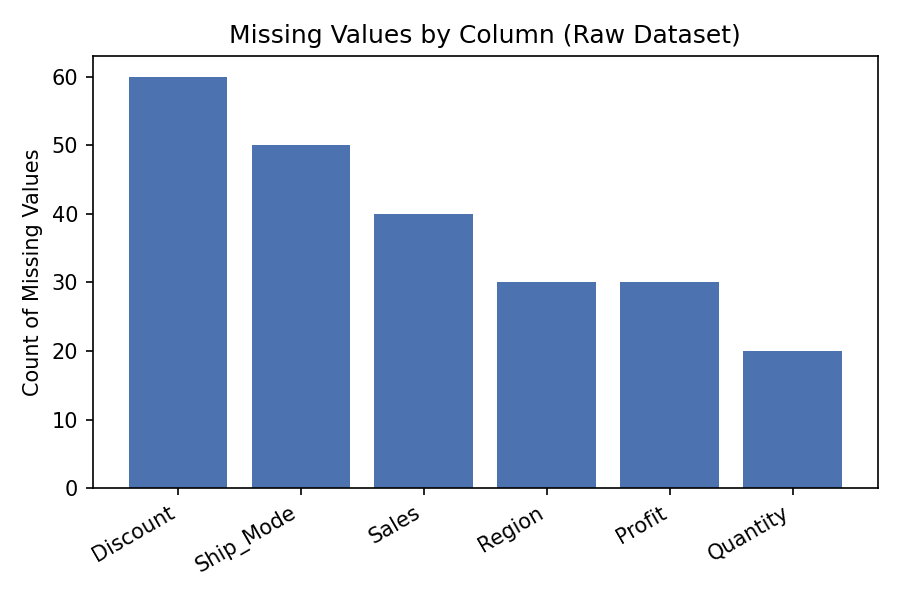 Missing Values by Column (Raw Dataset)
Count of Missing Values
60
50
40
30
20
10
0
Discount
Ship_Mode
Sales
Region
Profit
Quantity